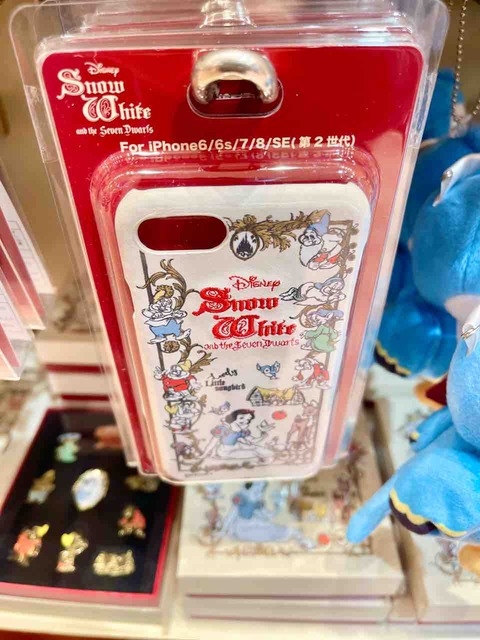 Disney
Snow
White
and the Seven Dwarfs
For iPhone6/6s/7/8/SE(第2世代)
Disney
Snow
White
and the Seven Dwarfs
Little
songbird